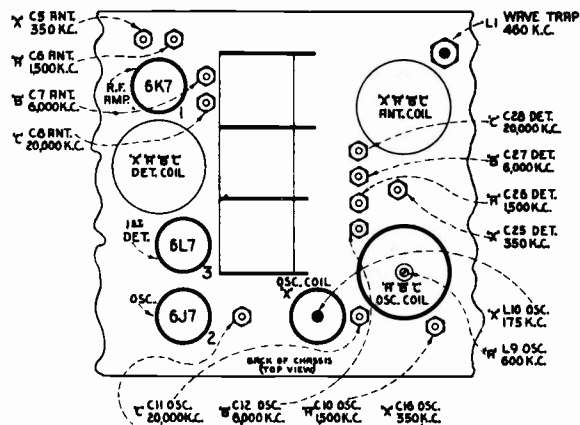 "X" C5 ANT.
350 K.C.
"A" C6 ANT.
1,500 K.C.
"B" C7 ANT.
6,000 K.C.
"C" C8 ANT.
20,000 K.C.
R.F.
AMP.
6K7
1
"X" "A" "B" "C"
DET. COIL
1ST
DET.
6L7
3
OSC.
6J7
2
OSC. COIL
"X"
BACK OF CHASSIS
(TOP VIEW)
L1 WAVE TRAP
460 K.C.
"X" "A" "B" "C"
ANT. COIL
"C" C28 DET.
20,000 K.C.
"B" C27 DET.
6,000 K.C.
"A" C26 DET.
1,500 K.C.
"X" C25 DET.
350 K.C.
"A" "B" "C"
OSC. COIL
"X" L10 OSC.
175 K.C.
"A" L9 OSC.
600 K.C.
"C" C11 OSC.
20,000 K.C.
"B" C12 OSC.
6,000 K.C.
"A" C10 OSC.
1,500 K.C.
"X" C16 OSC.
350 K.C.